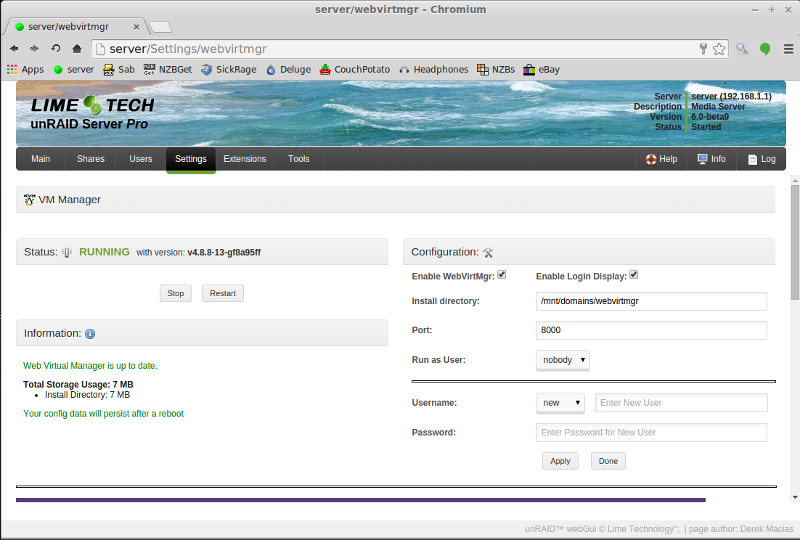 server/webvirtmgr - Chromium
server/webvirtmgr
server/Settings/webvirtmgr
Apps server Sab NZBGet SickRage Deluge CouchPotato Headphones NZBs eBay
LIME TECH
unRAID Server Pro
Server server (192.168.1.1)
Description Media Server
Version 6.0-beta9
Status Started
Main Shares Users Settings Extensions Tools Help Info Log
VM Manager
Status: RUNNING with version: v4.8.8-13-gf8a95ff
Stop Restart
Information:
Web Virtual Manager is up to date.
Total Storage Usage: 7 MB
• Install Directory: 7 MB
Your config data will persist after a reboot
Configuration:
Enable WebVirtMgr: Enable Login Display:
Install directory: /mnt/domains/webvirtmgr
Port: 8000
Run as User: nobody
Username: new Enter New User
Password: Enter Password for New User
Apply Done
unRAID™ webGui © Lime Technology"; | page author: Derek Macias